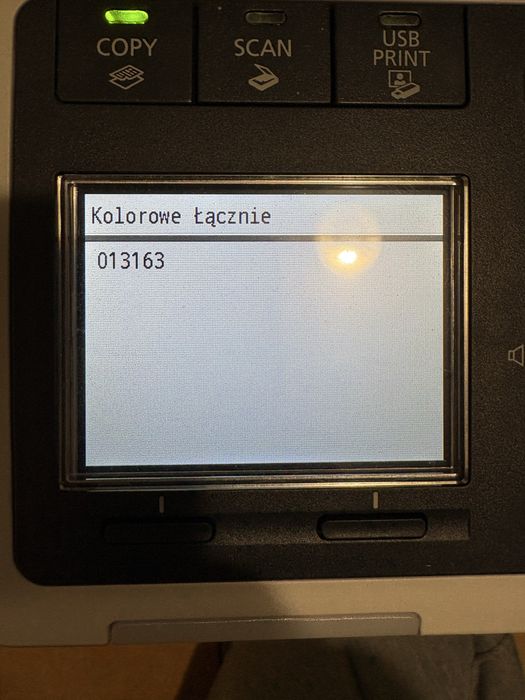 COPY
SCAN
USB
PRINT
Kolorowe Łącznie
013163